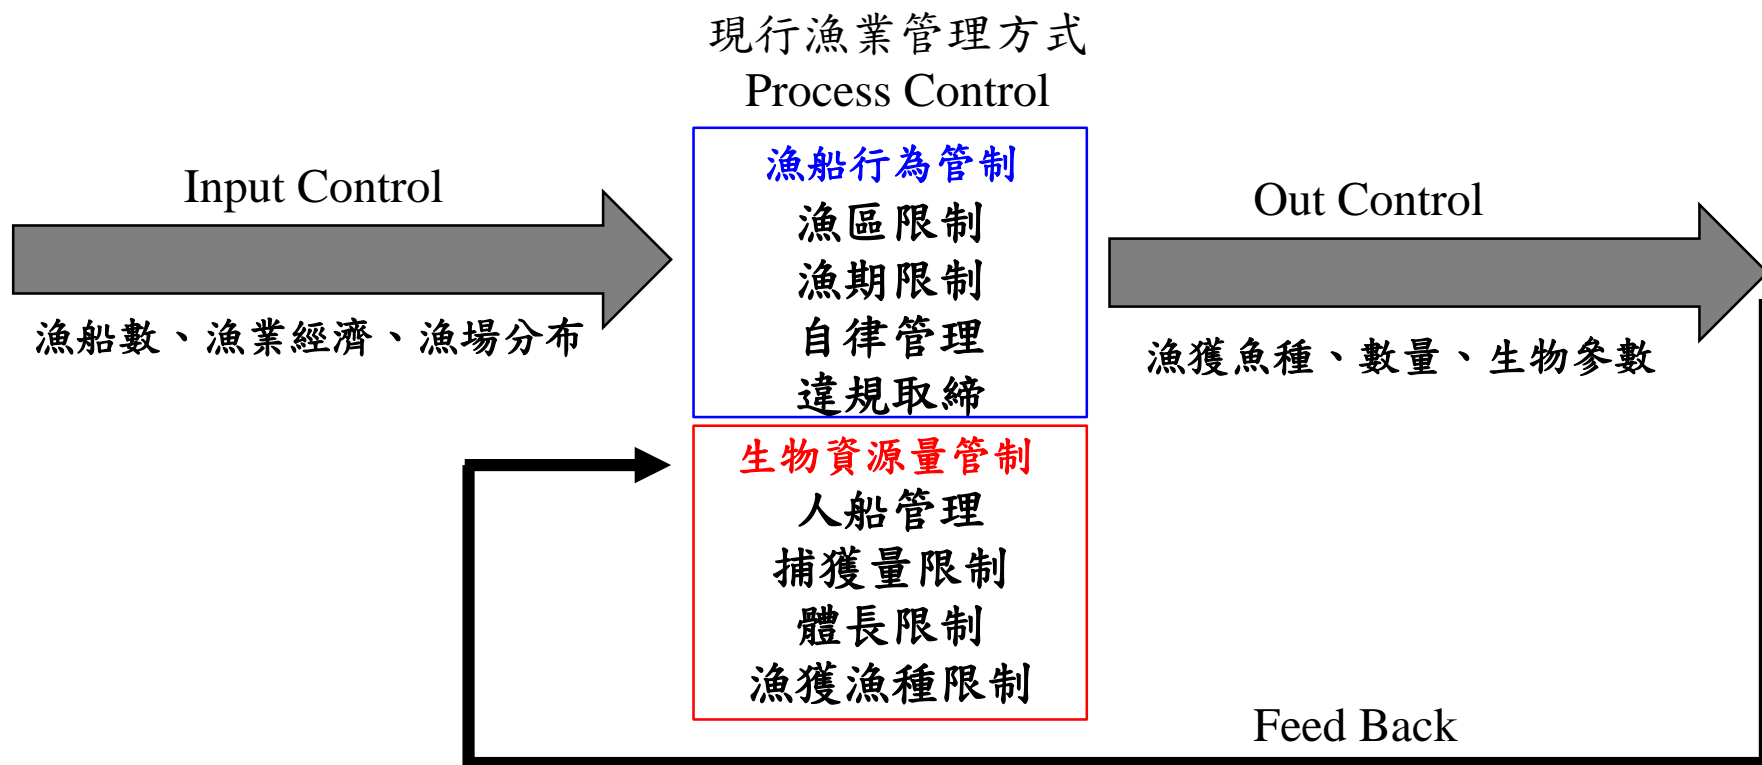 現行漁業管理方式
Process Control
Input Control
漁船數、漁業經濟、漁場分布
漁船行為管制
漁區限制
漁期限制
自律管理
違規取締
生物資源量管制
人船管理
捕獲量限制
體長限制
漁獲漁種限制
Out Control
漁獲魚種、數量、生物參數
Feed Back